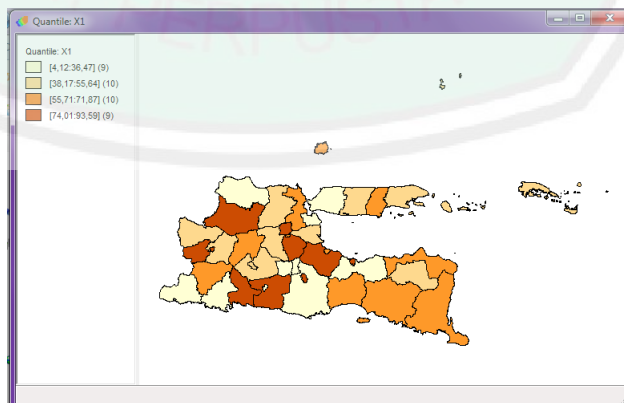 PERPUST
Quantile: X1
Quantile: X1
[4,12:36,47] (9)
[38,17:55,64] (10)
[55,71:71,87] (10)
[74,01:93,59] (9)